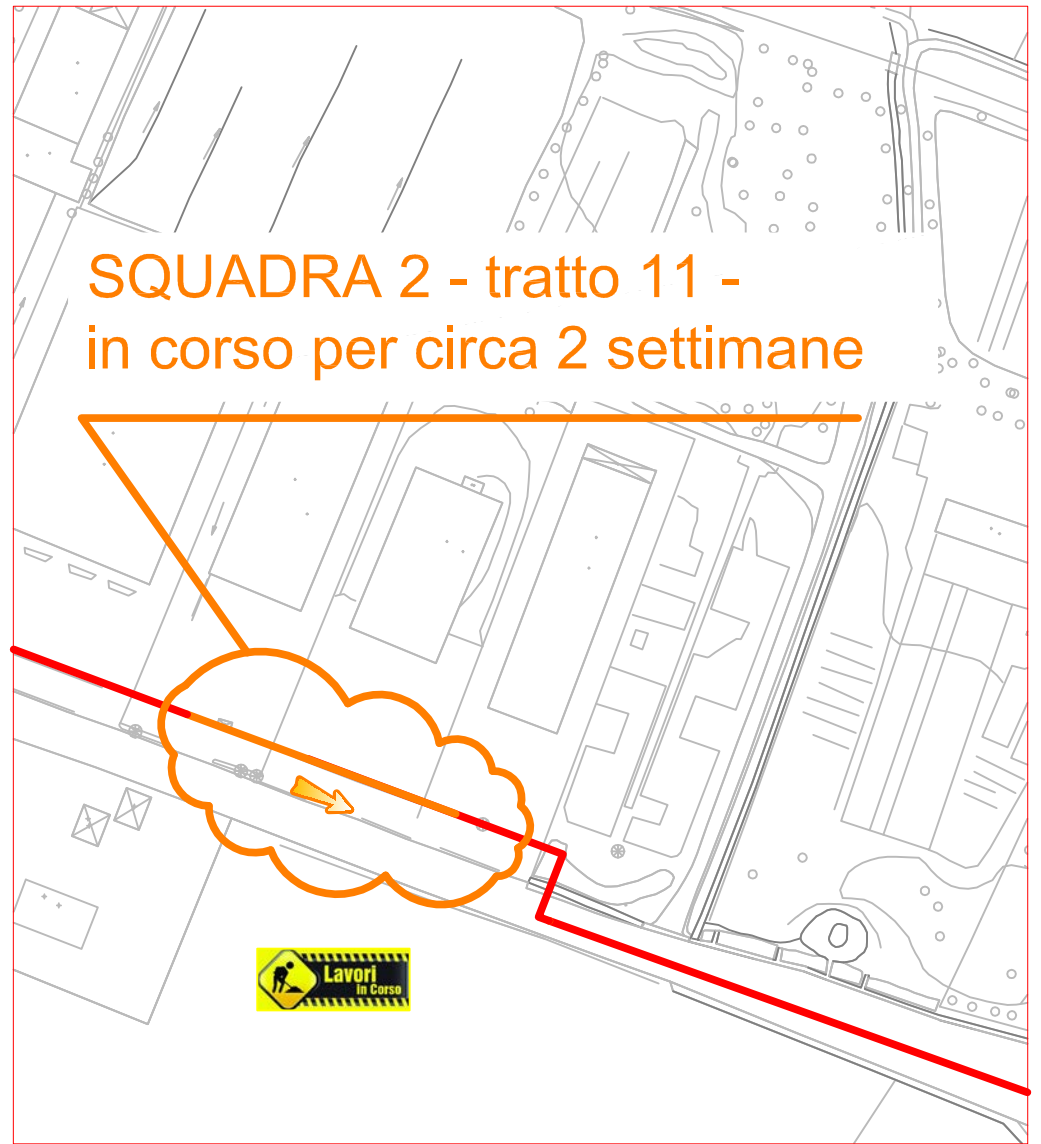 SQUADRA 2 - tratto 11 -
in corso per circa 2 settimane
Lavori
in Corso